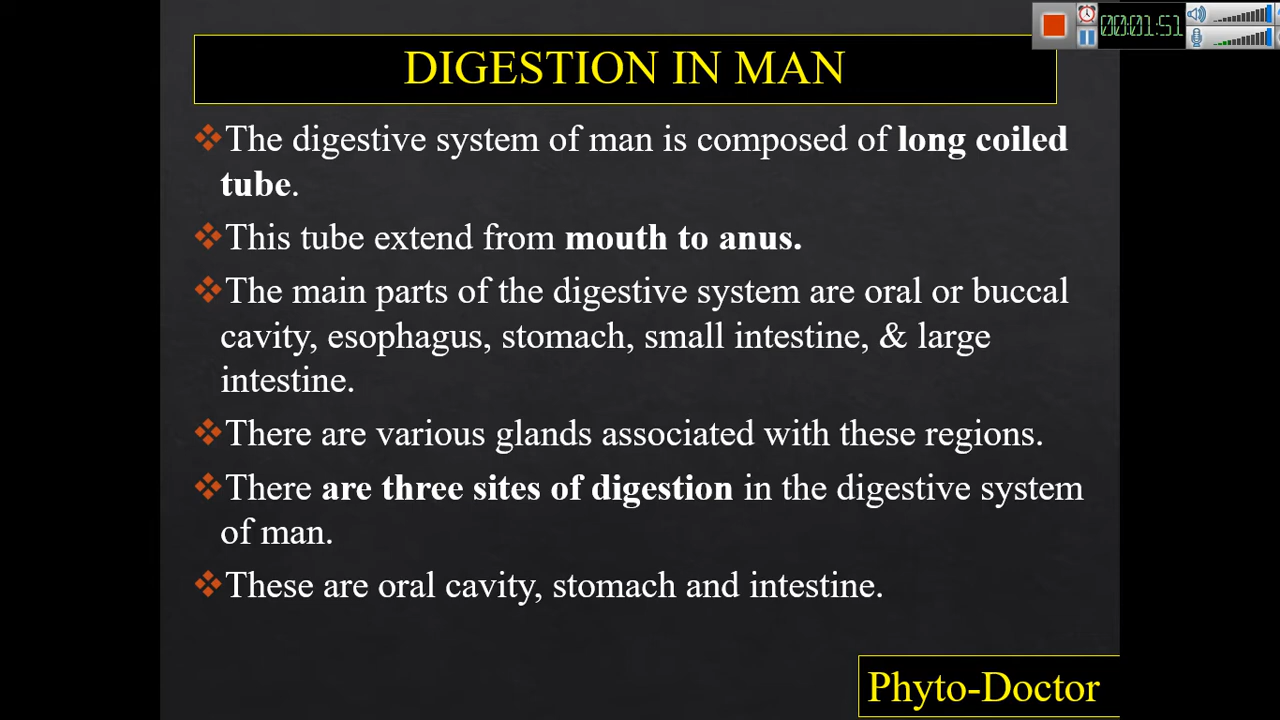 00:01:51
DIGESTION IN MAN
❖The digestive system of man is composed of long coiled
tube.
❖This tube extend from mouth to anus.
❖The main parts of the digestive system are oral or buccal
cavity, esophagus, stomach, small intestine, & large
intestine.
❖There are various glands associated with these regions.
❖There are three sites of digestion in the digestive system
of man.
❖These are oral cavity, stomach and intestine.
Phyto-Doctor